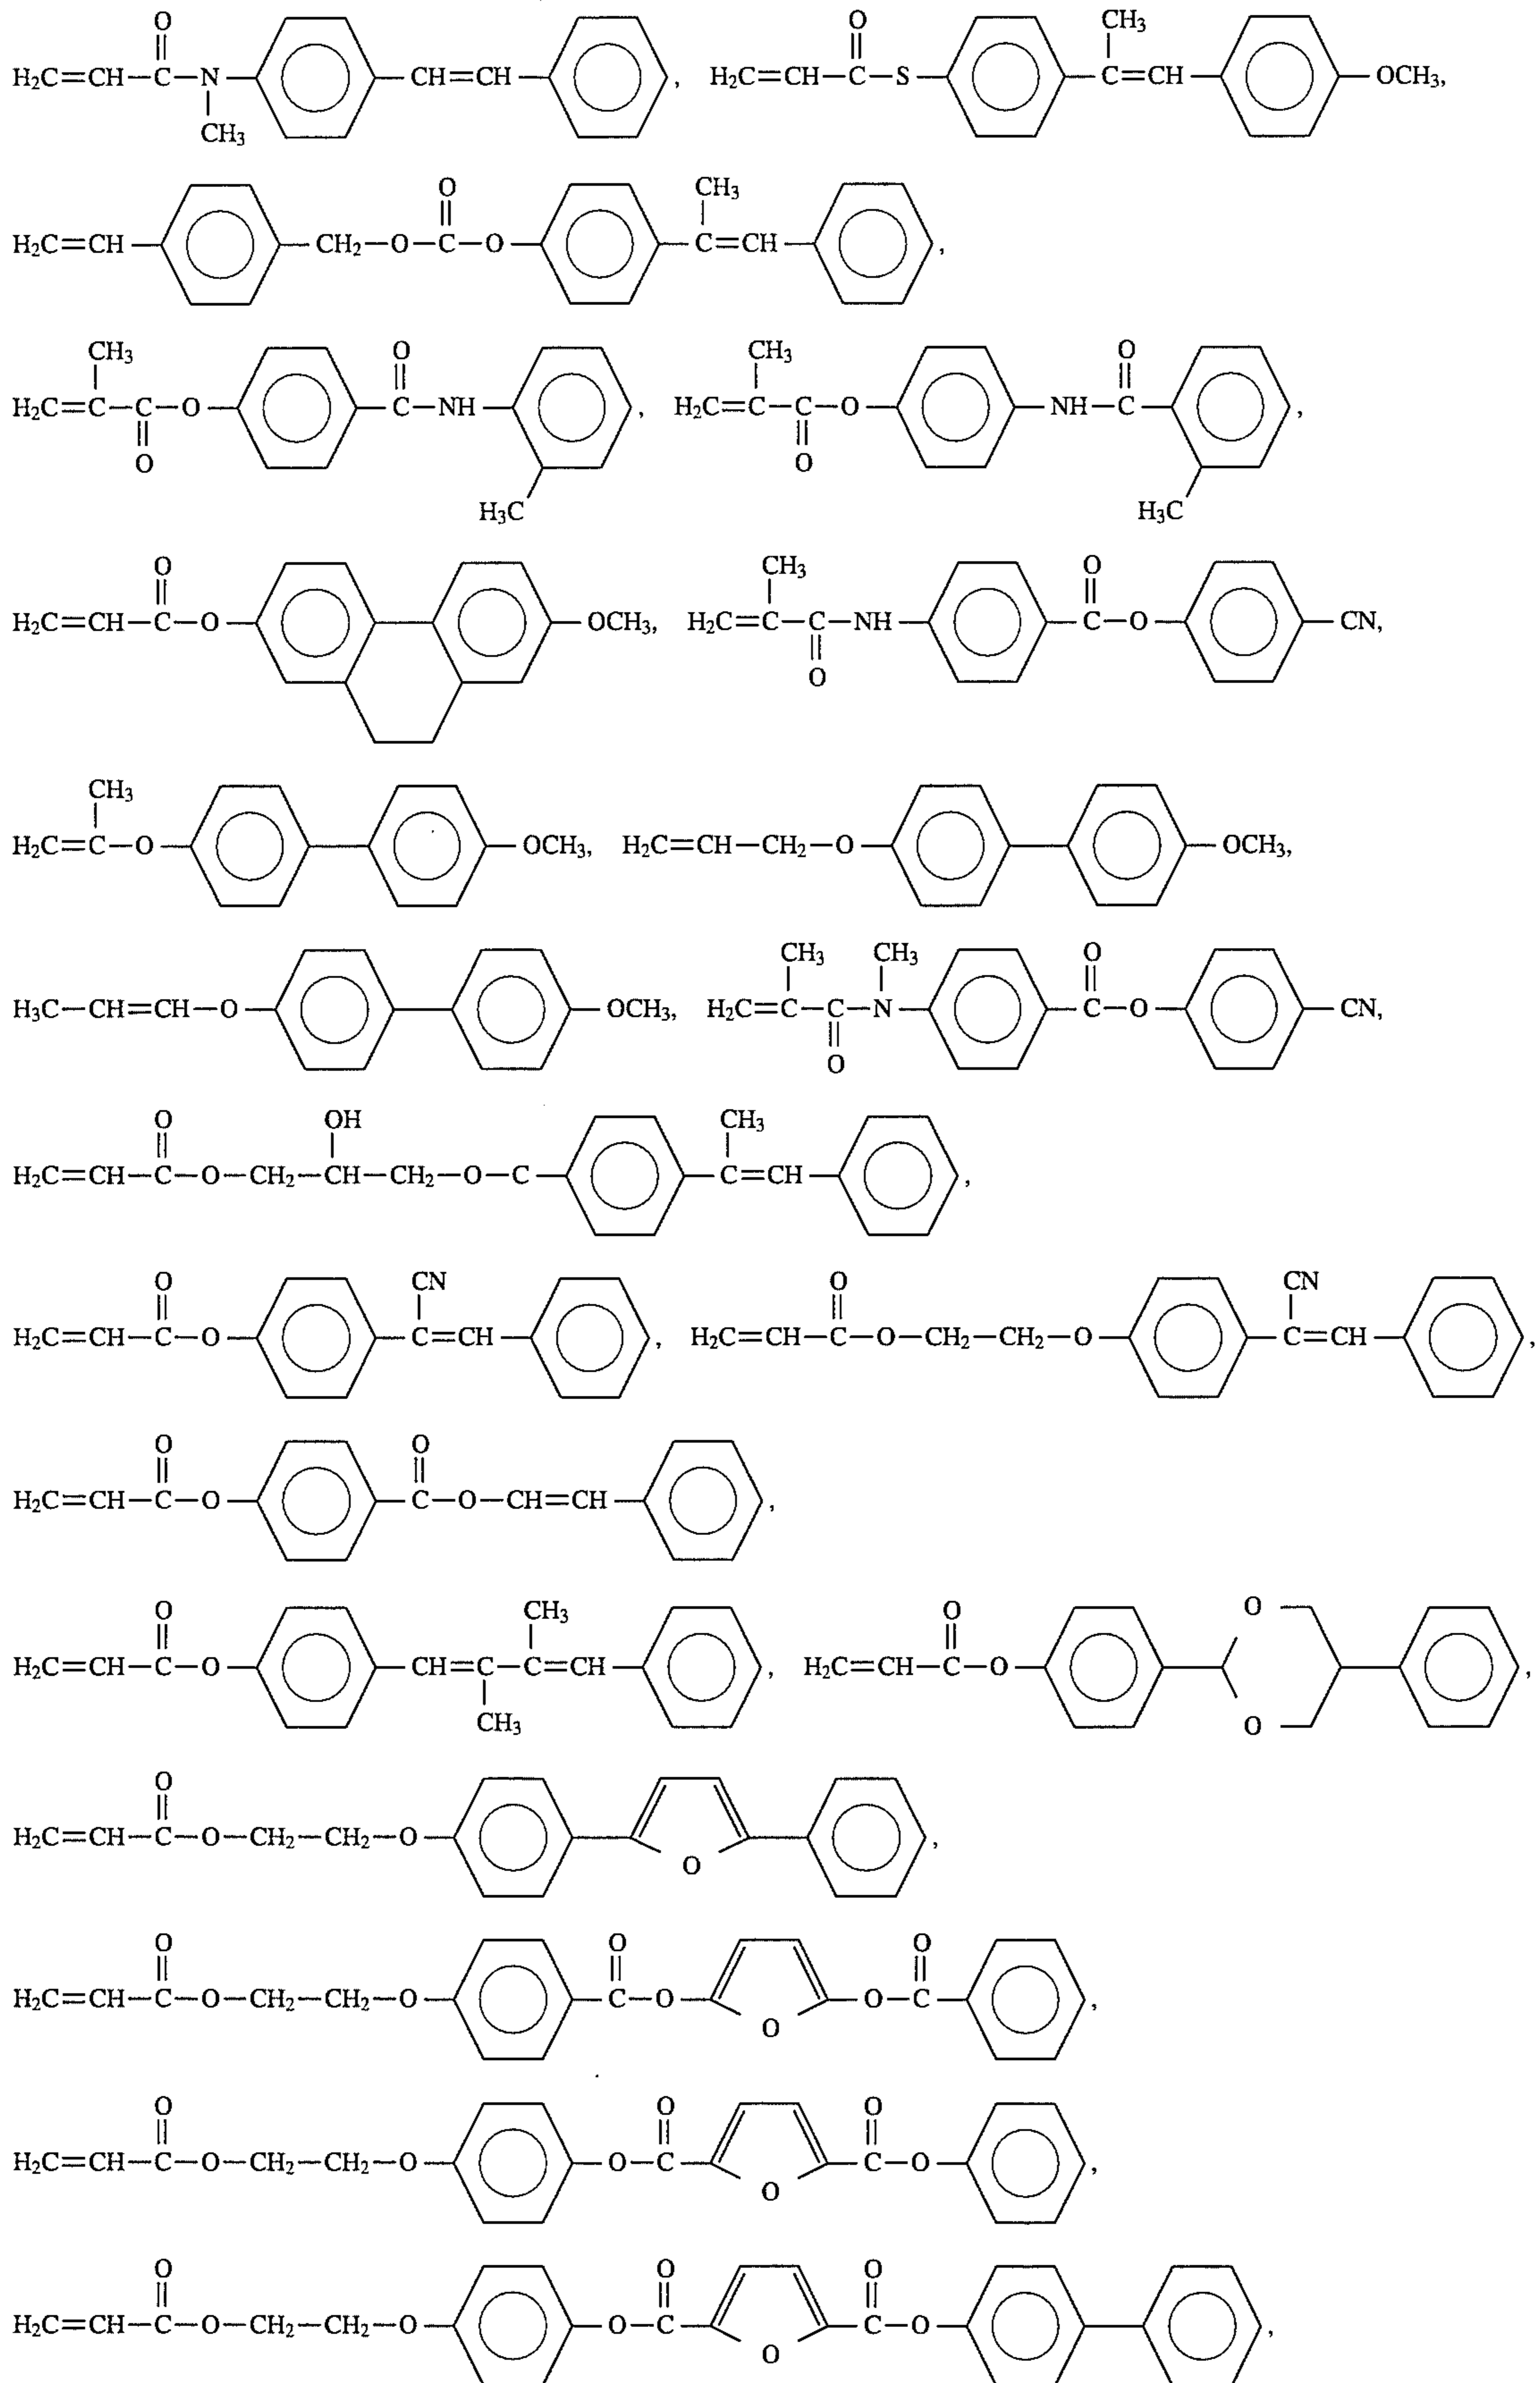 O CH3
H2C=CH—C—N—CH=CH—, H2C=CH—C—S—C=CH—OCH3,
CH3
O CH3
H2C=CH—CH2—O—C—O—C=CH—,
CH3 O CH3 O
H2C=C—C—O—C—NH—, H2C=C—C—O—NH—C—,
O O
H3C H3C
O CH3 O
H2C=CH—C—O—OCH3, H2C=C—C—NH—C—O—CN,
O
CH3
H2C=C—O—OCH3, H2C=CH—CH2—O—OCH3,
CH3 CH3 O
H3C—CH=CH—O—OCH3, H2C=C—C—N—C—O—CN,
O
O OH CH3
H2C=CH—C—O—CH2—CH—CH2—O—C—C=CH—,
O CN O CN
H2C=CH—C—O—C=CH—, H2C=CH—C—O—CH2—CH2—O—C=CH—,
O O
H2C=CH—C—O—C—O—CH=CH—,
O CH3 O O
H2C=CH—C—O—CH=C—C=CH—, H2C=CH—C—O—,
CH3 O
O
H2C=CH—C—O—CH2—CH2—O—,
O
O O O
H2C=CH—C—O—CH2—CH2—O—C—O—O—C—,
O
O O O
H2C=CH—C—O—CH2—CH2—O—O—C—C—O—,
O
O O O
H2C=CH—C—O—CH2—CH2—O—O—C—C—O—,
O